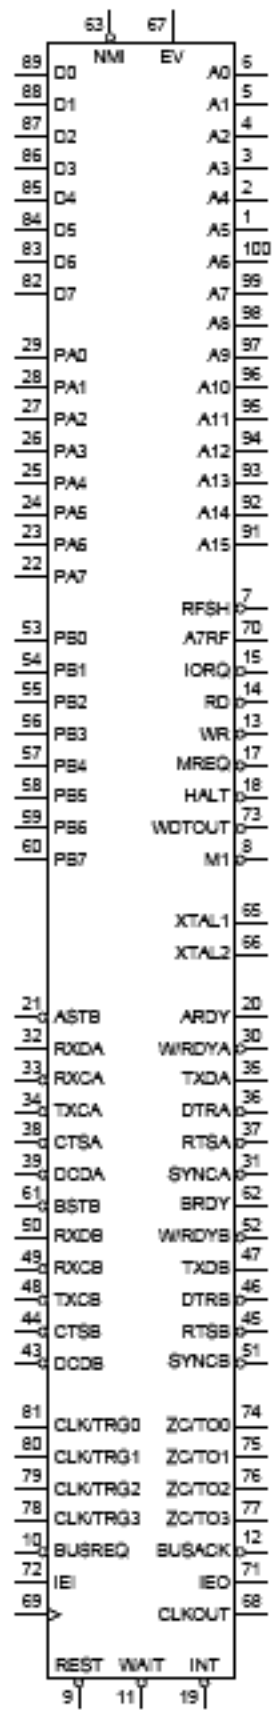 63 67
NMI EV
89 D0 A0 6
88 D1 A1 5
87 D2 A2 4
86 D3 A3 3
85 D4 A4 2
84 D5 A5 1
83 D6 A6 100
82 D7 A7 99
A8 98
29 PA0 A9 97
28 PA1 A10 96
27 PA2 A11 95
26 PA3 A12 94
25 PA4 A13 93
24 PA5 A14 92
23 PA6 A15 91
22 PA7
RFSH 7
53 PB0 A7RF 70
54 PB1 IORQ 15
55 PB2 RD 14
56 PB3 WR 13
57 PB4 MREQ 17
58 PB5 HALT 18
59 PB6 WDTOUT 73
60 PB7 M1 8
XTAL1 65
XTAL2 66
21 ASTB ARDY 20
32 RXDA W/RDYA 30
33 RXCA TXDA 35
34 TXCA DTRA 36
38 CTSA RTSA 37
39 DCDA SYNCA 31
61 BSTB BRDY 62
50 RXDB W/RDYB 52
49 RXCB TXDB 47
48 TXCB DTRB 46
44 CTSB RTSB 45
43 DCDB SYNCB 51
81 CLK/TRG0 ZC/TO0 74
80 CLK/TRG1 ZC/TO1 75
79 CLK/TRG2 ZC/TO2 76
78 CLK/TRG3 ZC/TO3 77
10 BUSREQ BUSACK 12
72 IEI IEO 71
69 CLKOUT 68
REST WAIT INT
9 11 19